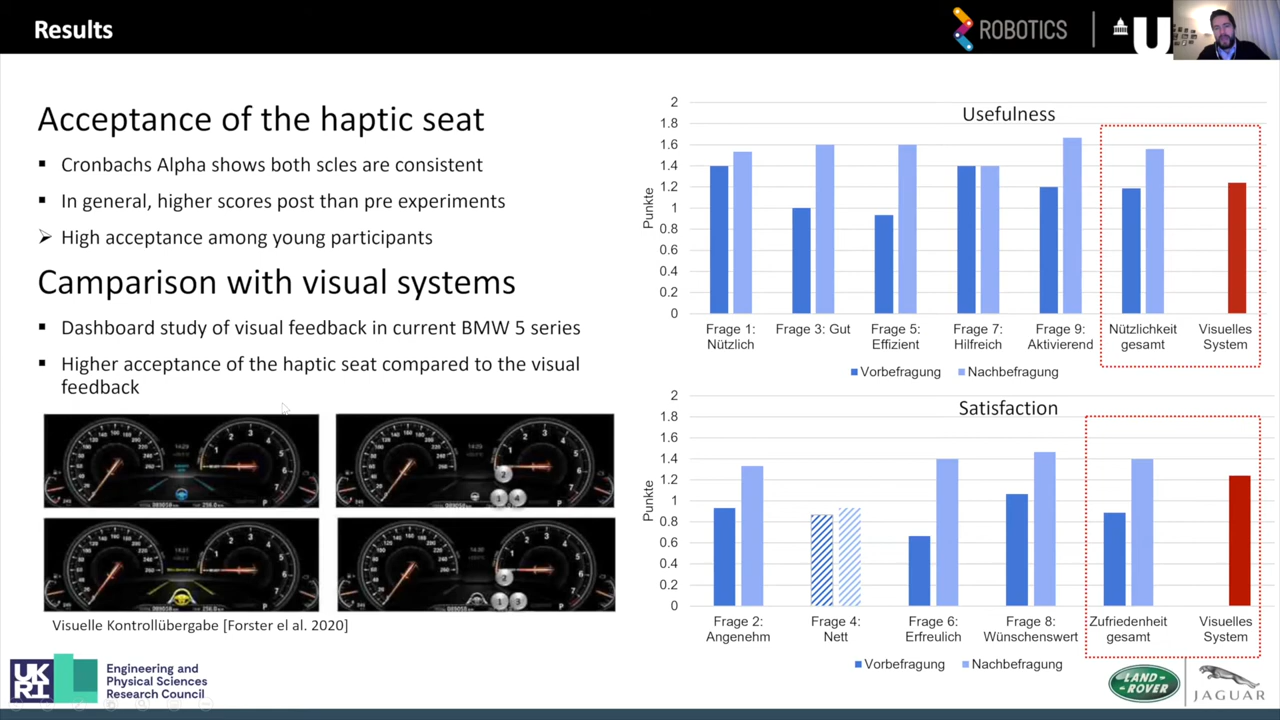 Results
ROBOTICS
U
Acceptance of the haptic seat
Cronbachs Alpha shows both scles are consistent
In general, higher scores post than pre experiments
High acceptance among young participants
Camparison with visual systems
Dashboard study of visual feedback in current BMW 5 series
Higher acceptance of the haptic seat compared to the visual
feedback
Visuelle Kontrollübergabe [Forster el al. 2020]
Usefulness
Punkte
2
1.8
1.6
1.4
1.2
1
0.8
0.6
0.4
0.2
0
Frage 1:
Nützlich
Frage 3: Gut
Frage 5:
Effizient
Frage 7:
Hilfreich
Frage 9:
Aktivierend
Nützlichkeit
gesamt
Visuelles
System
Vorbefragung
Nachbefragung
Satisfaction
Punkte
2
1.8
1.6
1.4
1.2
1
0.8
0.6
0.4
0.2
0
Frage 2:
Angenehm
Frage 4:
Nett
Frage 6:
Erfreulich
Frage 8:
Wünschenswert
Zufriedenheit
gesamt
Visuelles
System
Vorbefragung
Nachbefragung
UK
RI
Engineering and
Physical Sciences
Research Council
LAND-
ROVER
JAGUAR